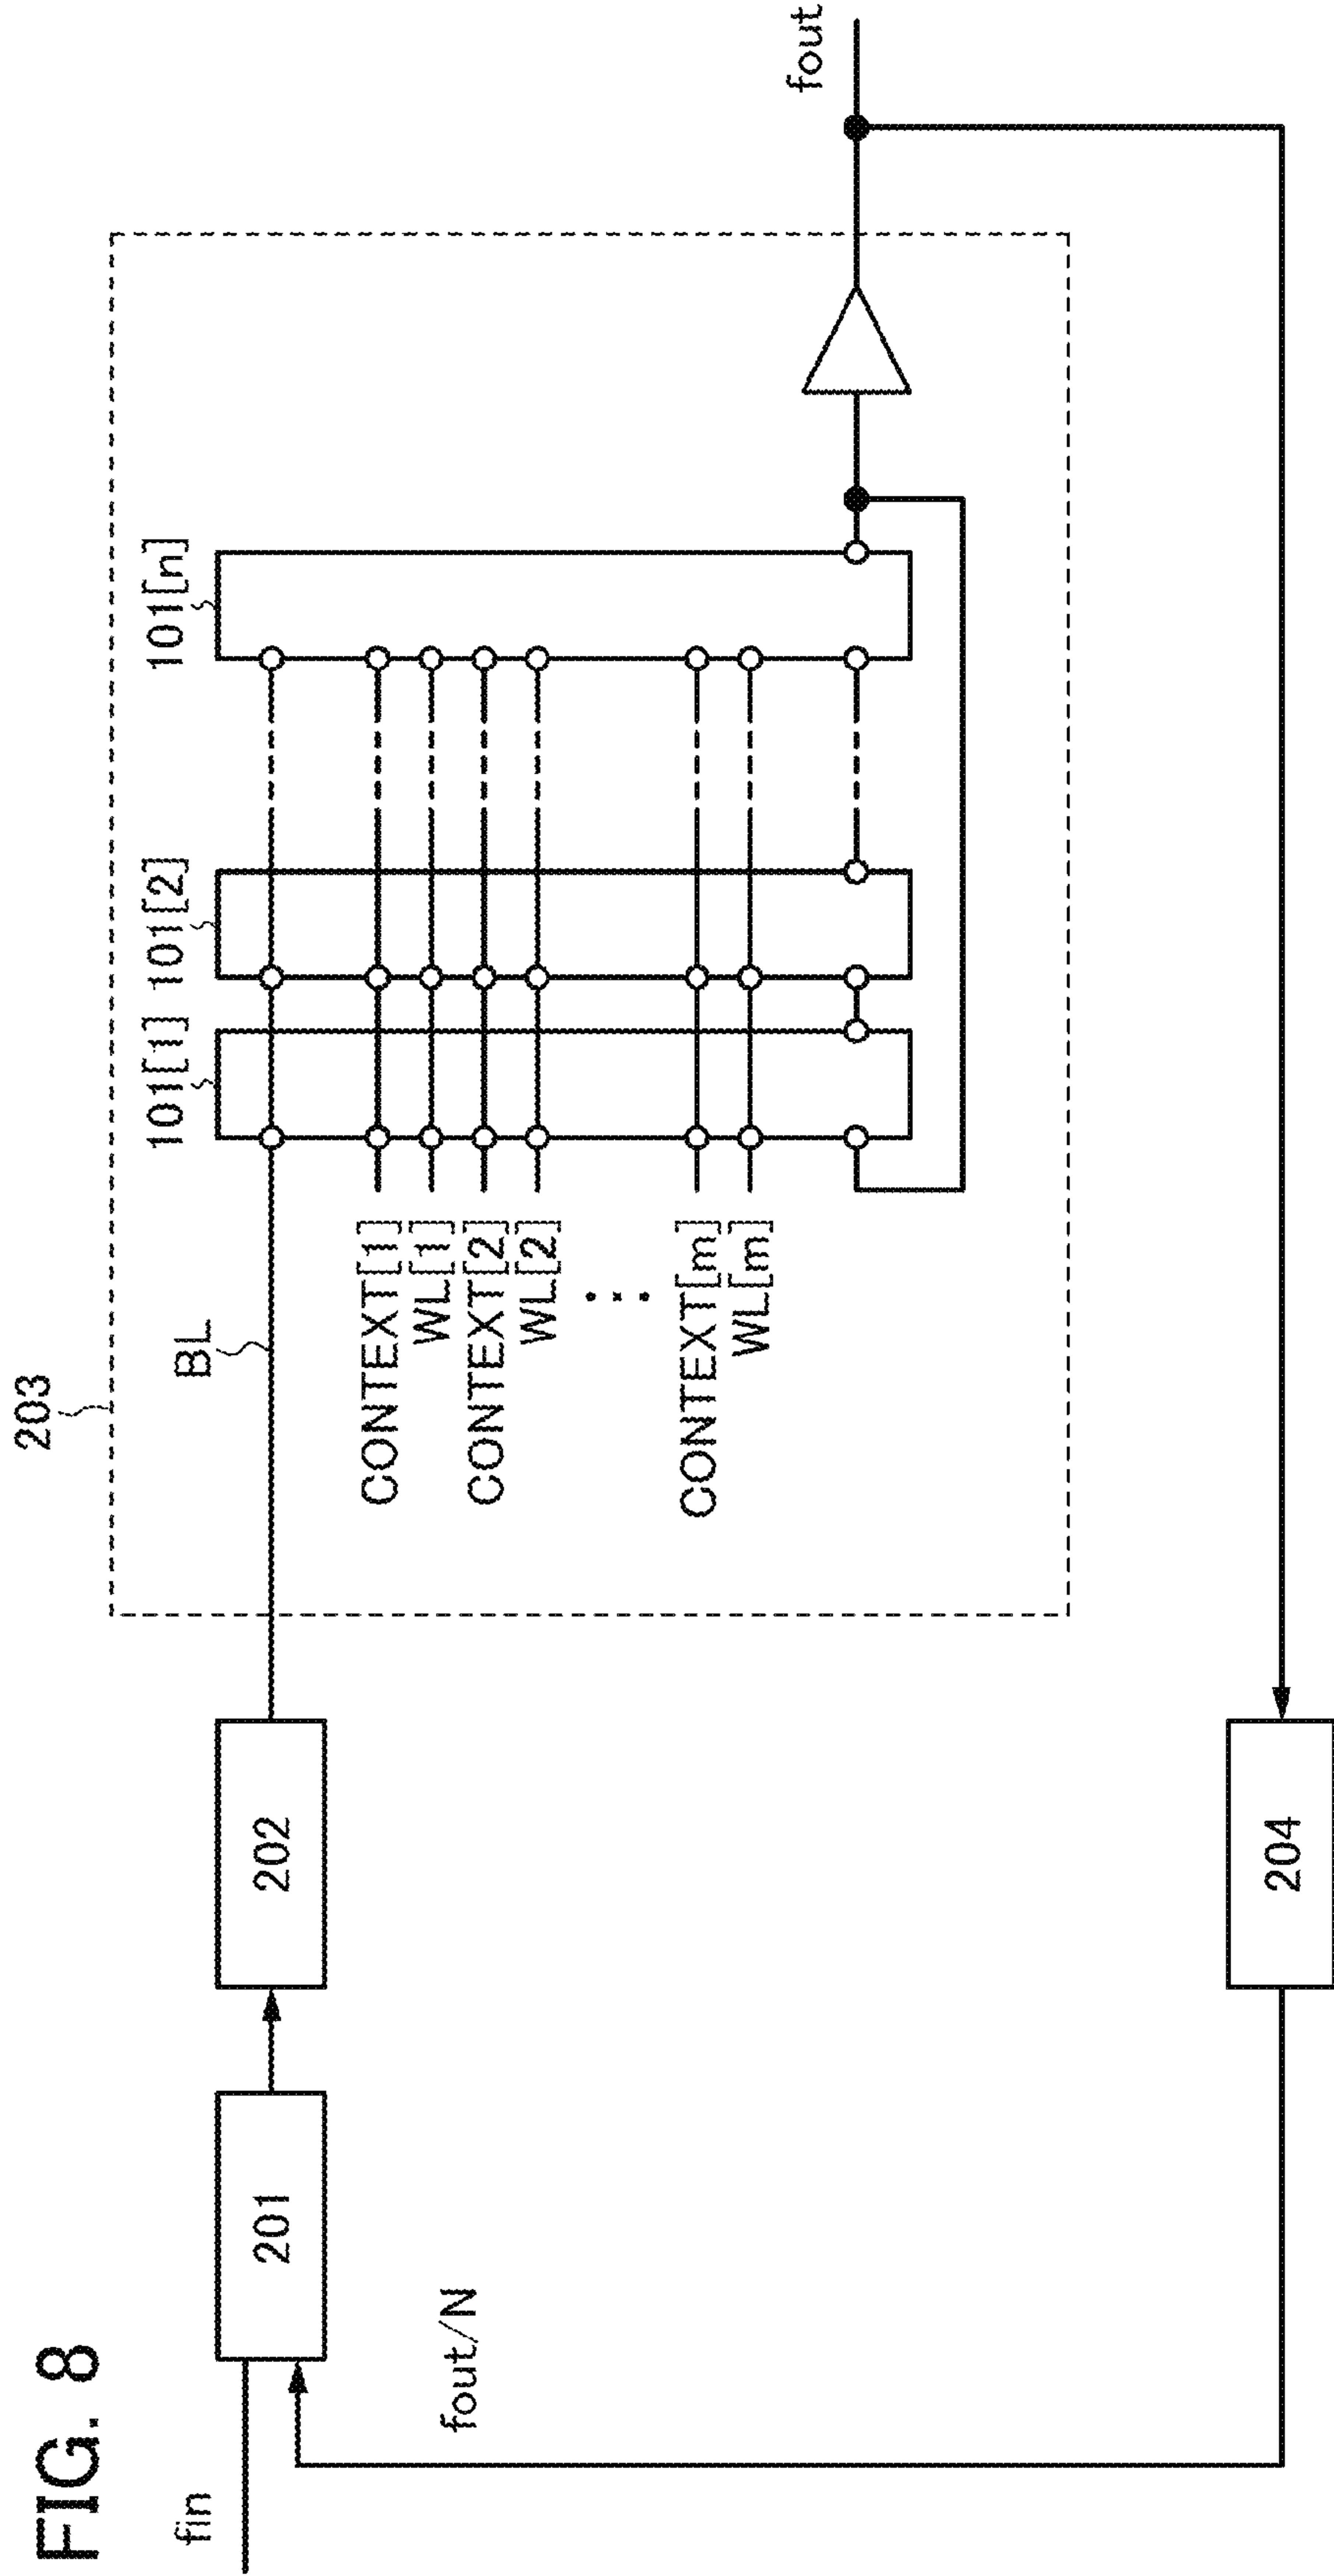 FIG. 8
203
BL
101[1]
101[2]
101[n]
fin
201
202
CONTEXT[1]
WL[1]
CONTEXT[2]
WL[2]
CONTEXT[m]
WL[m]
fout
fout/N
204